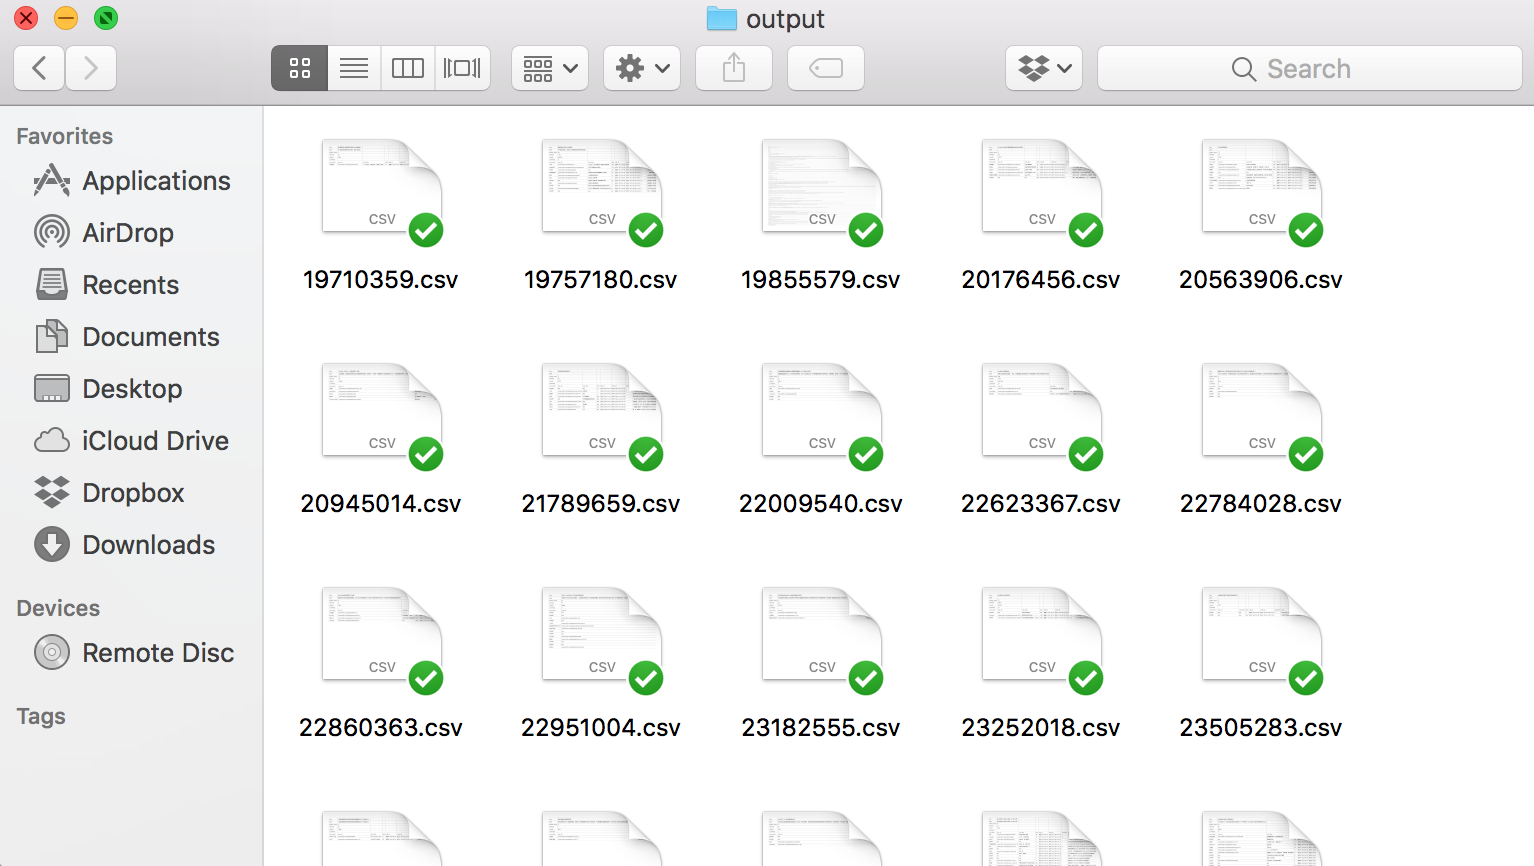 output
Search
Favorites
Applications
AirDrop
Recents
Documents
Desktop
iCloud Drive
Dropbox
Downloads
Devices
Remote Disc
Tags
CSV CSV CSV CSV CSV
19710359.csv 19757180.csv 19855579.csv 20176456.csv 20563906.csv
CSV CSV CSV CSV CSV
20945014.csv 21789659.csv 22009540.csv 22623367.csv 22784028.csv
CSV CSV CSV CSV CSV
22860363.csv 22951004.csv 23182555.csv 23252018.csv 23505283.csv